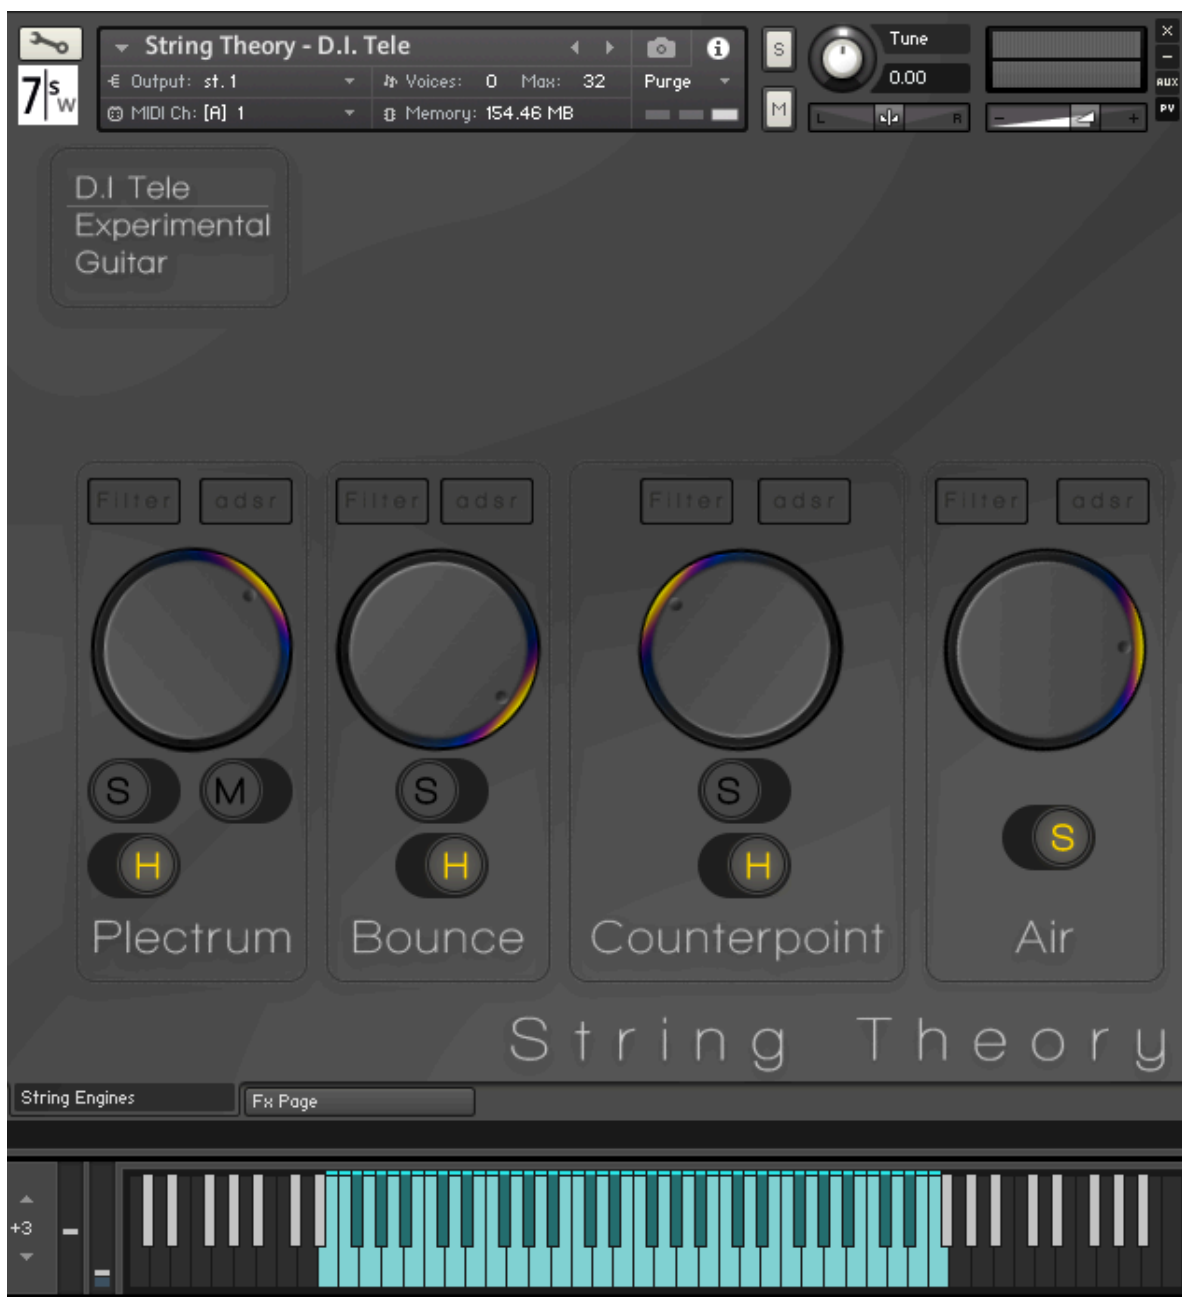 String Theory - D.I. Tele
S
Tune
Output: st. 1
Voices: 0 Max: 32
Purge
0.00
AUX
7 sw
MIDI Ch: [A] 1
Memory: 154.46 MB
M
L R
- +
PV
D.I Tele
Experimental
Guitar
Filter adsr
Filter adsr
Filter adsr
Filter adsr
S M
H
Plectrum
S
H
Bounce
S
H
Counterpoint
S
Air
String Theory
String Engines
Fx Page
+3